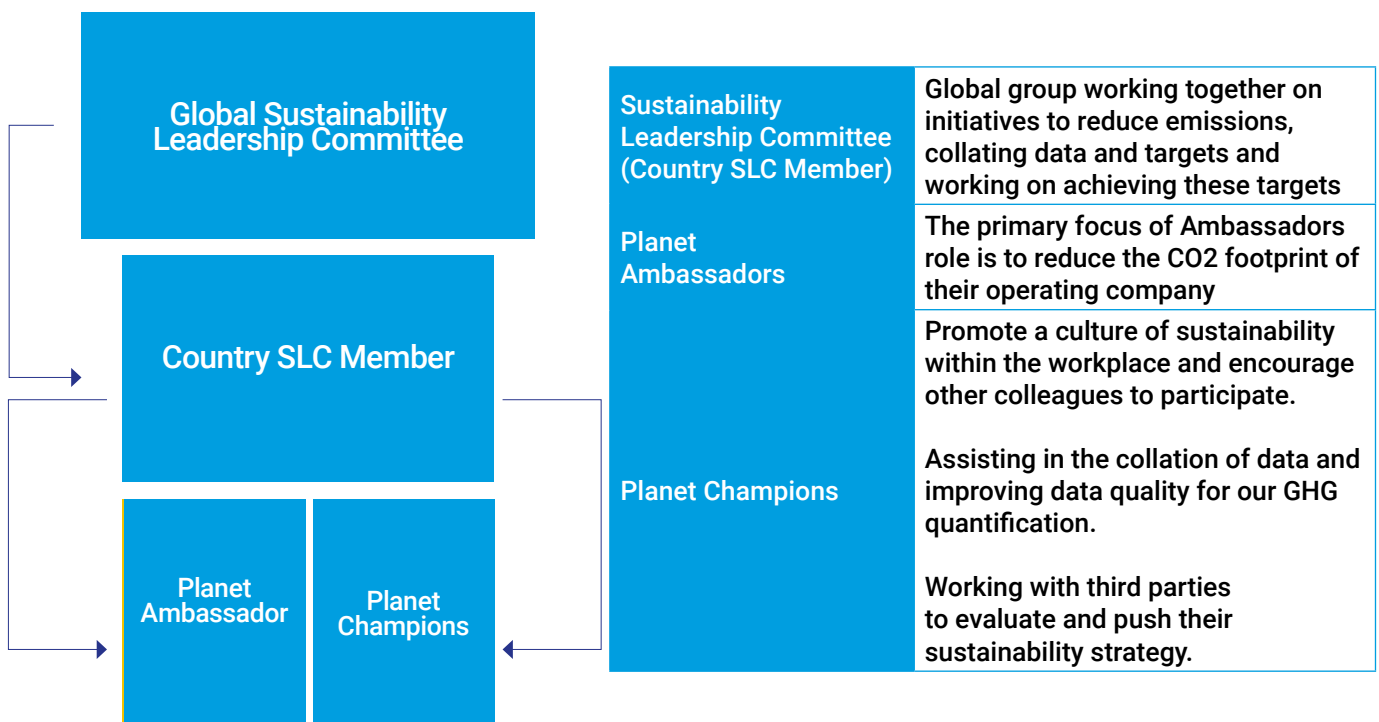 Global Sustainability
Leadership Committee
Country SLC Member
Planet
Ambassador
Planet
Champions
Sustainability
Leadership Committee
(Country SLC Member)
Global group working together on
initiatives to reduce emissions,
collating data and targets and
working on achieving these targets
Planet
Ambassadors
The primary focus of Ambassadors
role is to reduce the CO2 footprint of
their operating company
Planet Champions
Promote a culture of sustainability
within the workplace and encourage
other colleagues to participate.
Assisting in the collation of data and
improving data quality for our GHG
quantification.
Working with third parties
to evaluate and push their
sustainability strategy.